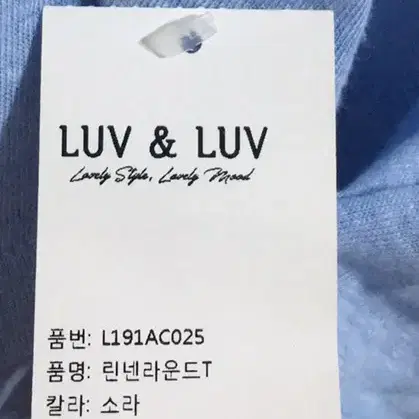 LUV & LUV
Lovely Style, Lovely Mood
품번: L191AC025
품명: 린넨라운드T
칼라: 소라